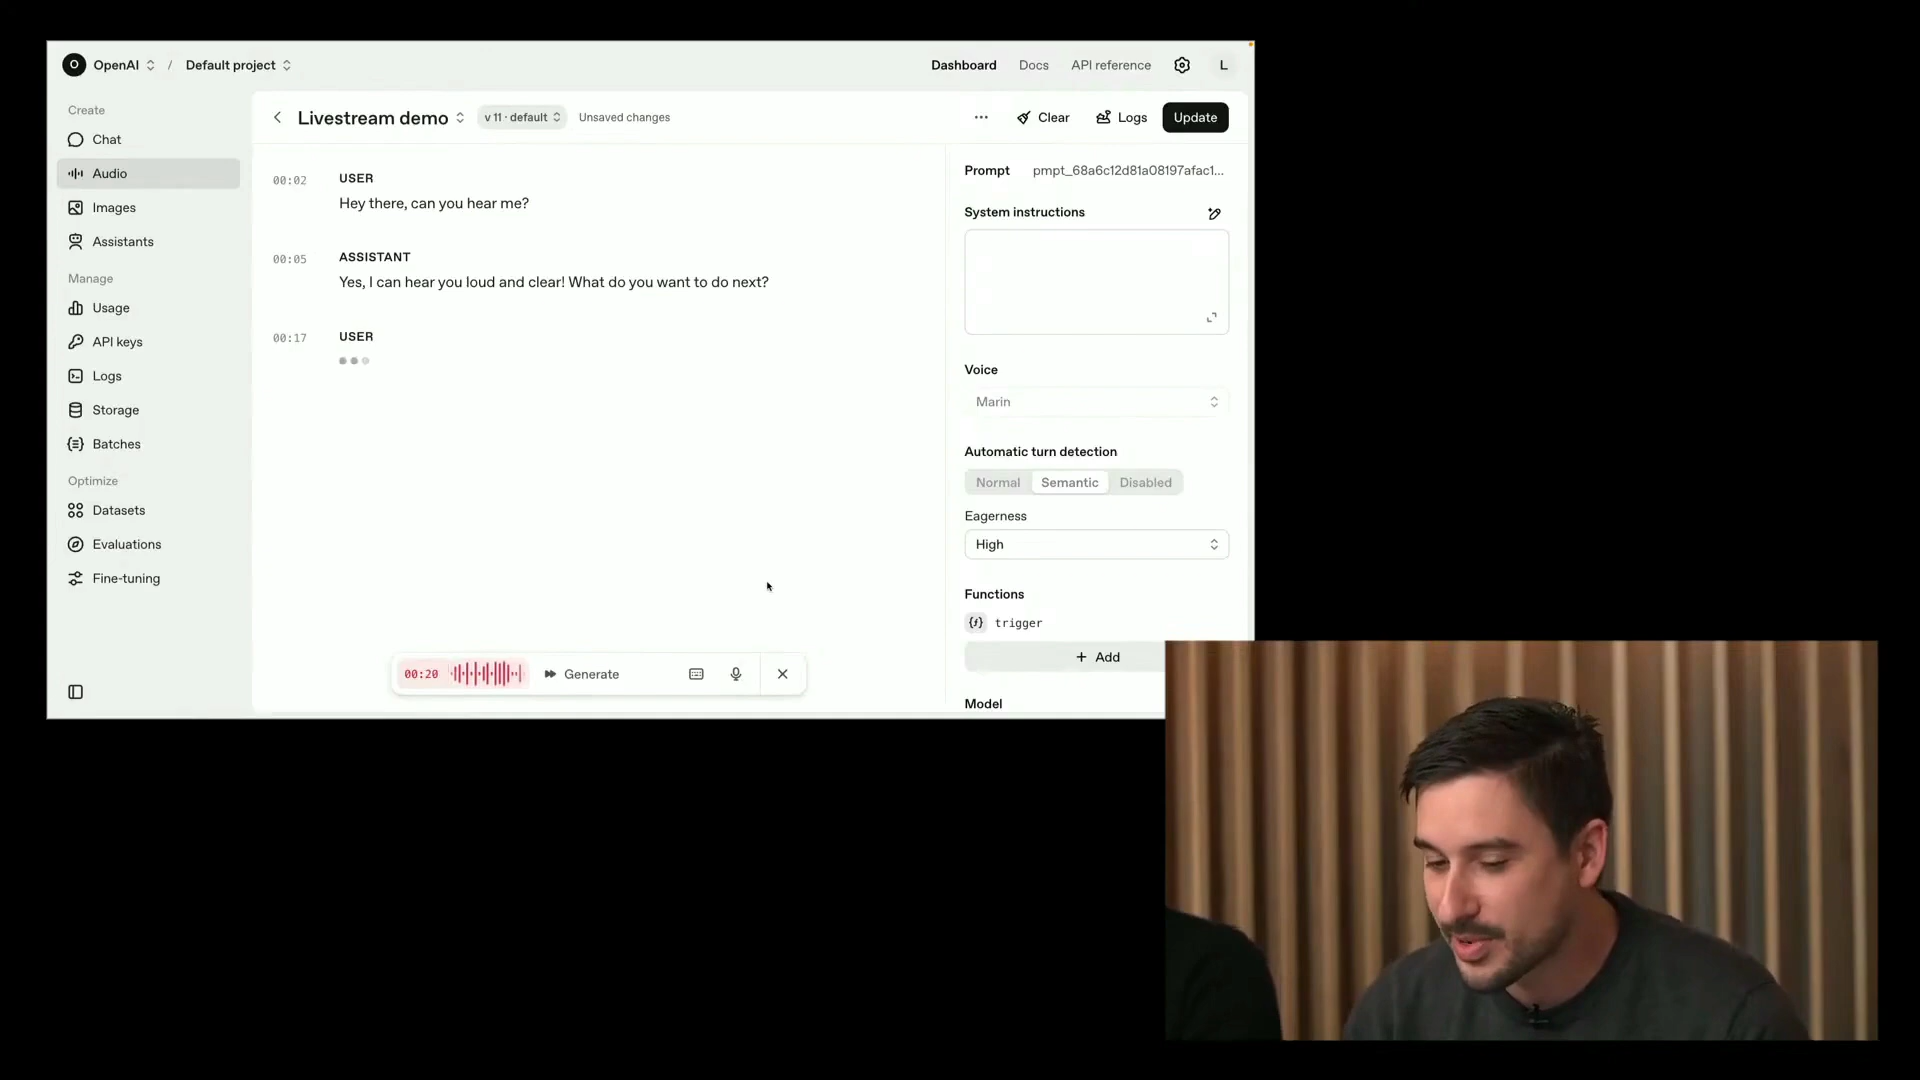 O OpenAI / Default project
Dashboard Docs API reference L
Create
Chat
Audio
Images
Assistants
Manage
Usage
API keys
Logs
Storage
Batches
Optimize
Datasets
Evaluations
Fine-tuning
Livestream demo v 11 · default Unsaved changes
... Clear Logs Update
00:02 USER
Hey there, can you hear me?
00:05 ASSISTANT
Yes, I can hear you loud and clear! What do you want to do next?
00:17 USER
00:20 Generate
Prompt pmpt_68a6c12d81a08197afac1...
System instructions
Voice
Marin
Automatic turn detection
Normal Semantic Disabled
Eagerness
High
Functions
trigger
+ Add
Model